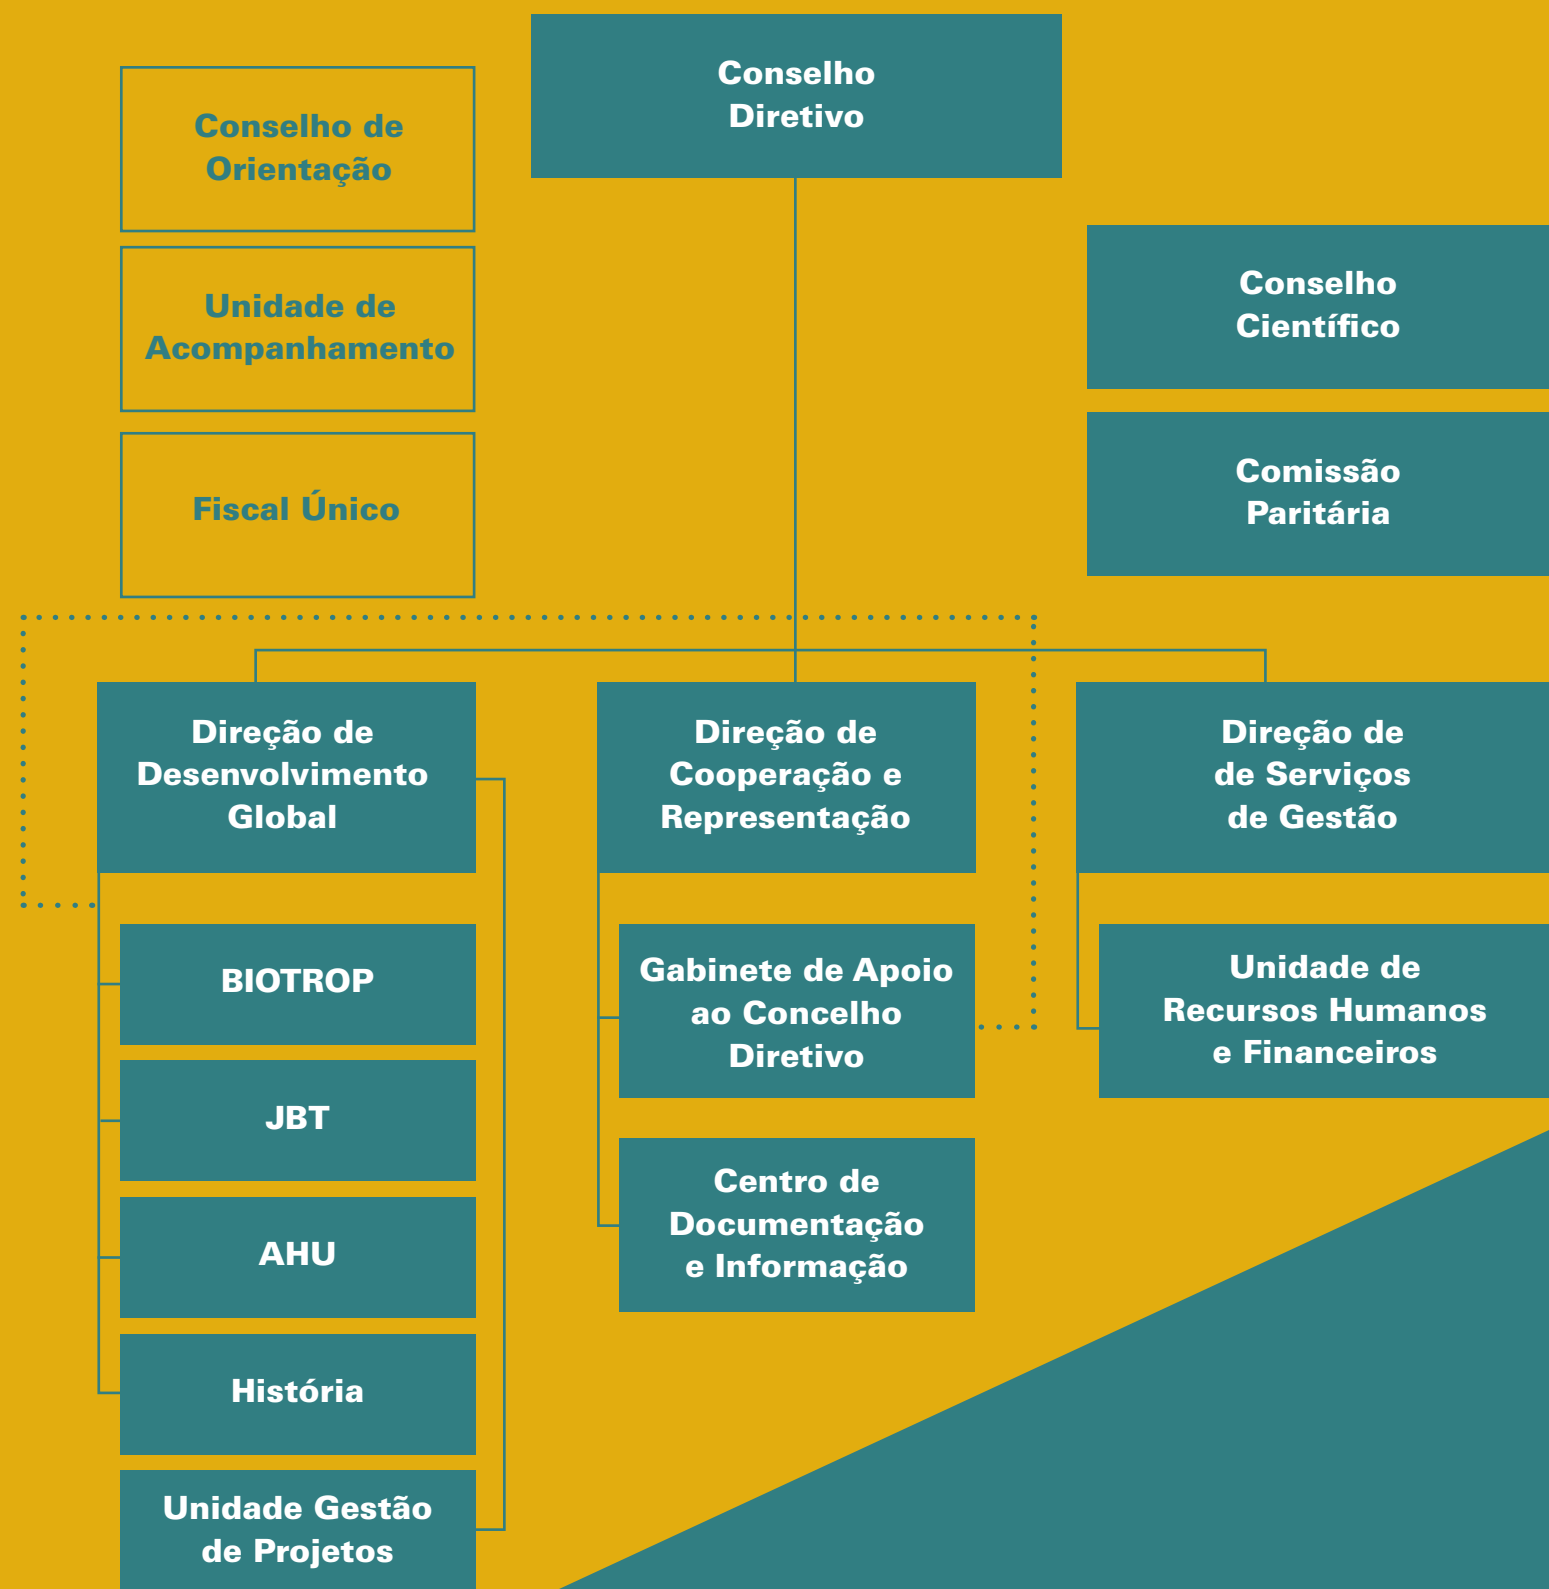 Conselho
Diretivo
Conselho de
Orientação
Unidade de
Acompanhamento
Fiscal Único
Conselho
Científico
Comissão
Paritária
Direção de
Desenvolvimento
Global
BIOTROP
JBT
AHU
História
Unidade Gestão
de Projetos
Direção de
Cooperação e
Representação
Gabinete de Apoio
ao Concelho
Diretivo
Centro de
Documentação
e Informação
Direção de
de Serviços
de Gestão
Unidade de
Recursos Humanos
e Financeiros